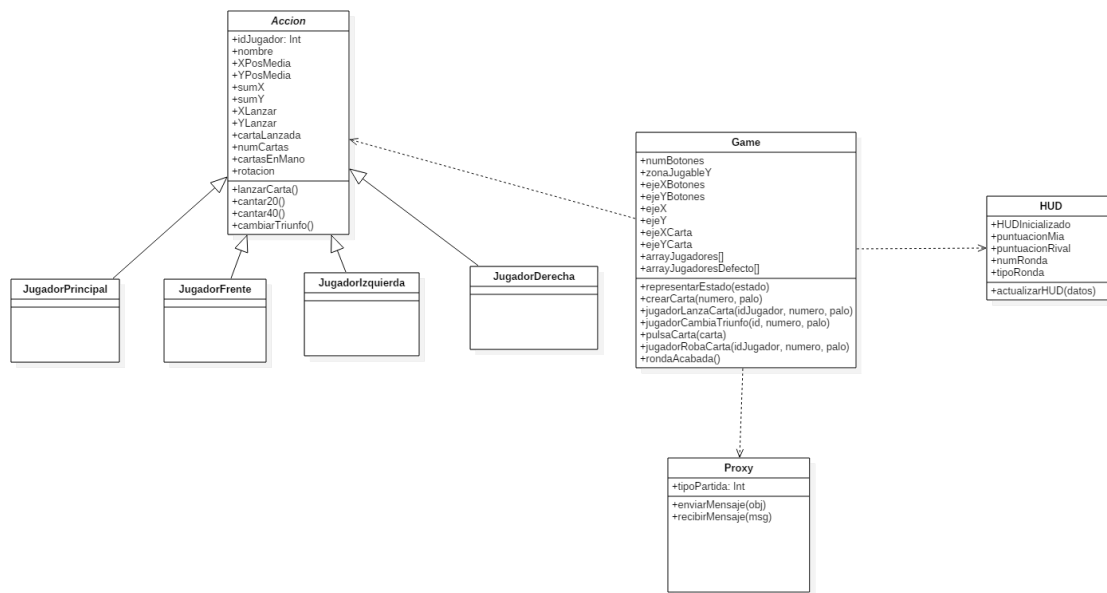 Accion
+idJugador: Int
+nombre
+XPosMedia
+YPosMedia
+sumX
+sumY
+XLanzar
+YLanzar
+cartaLanzada
+numCartas
+cartasEnMano
+rotacion
+lanzarCarta()
+cantar20()
+cantar40()
+cambiarTriunfo()
JugadorPrincipal
JugadorFrente
JugadorIzquierda
JugadorDerecha
Game
+numBotones
+zonaJugableY
+ejeXBotones
+ejeYBotones
+ejeX
+ejeY
+ejeXCarta
+ejeYCarta
+arrayJugadores[]
+arrayJugadoresDefecto[]
+representarEstado(estado)
+crearCarta(numero, palo)
+jugadorLanzaCarta(idJugador, numero, palo)
+jugadorCambiaTriunfo(id, numero, palo)
+pulsaCarta(carta)
+jugadorRobaCarta(idJugador, numero, palo)
+rondaAcabada()
HUD
+HUDInicializado
+puntuacionMia
+puntuacionRival
+numRonda
+tipoRonda
+actualizarHUD(datos)
Proxy
+tipoPartida: Int
+enviarMensaje(obj)
+recibirMensaje(msg)